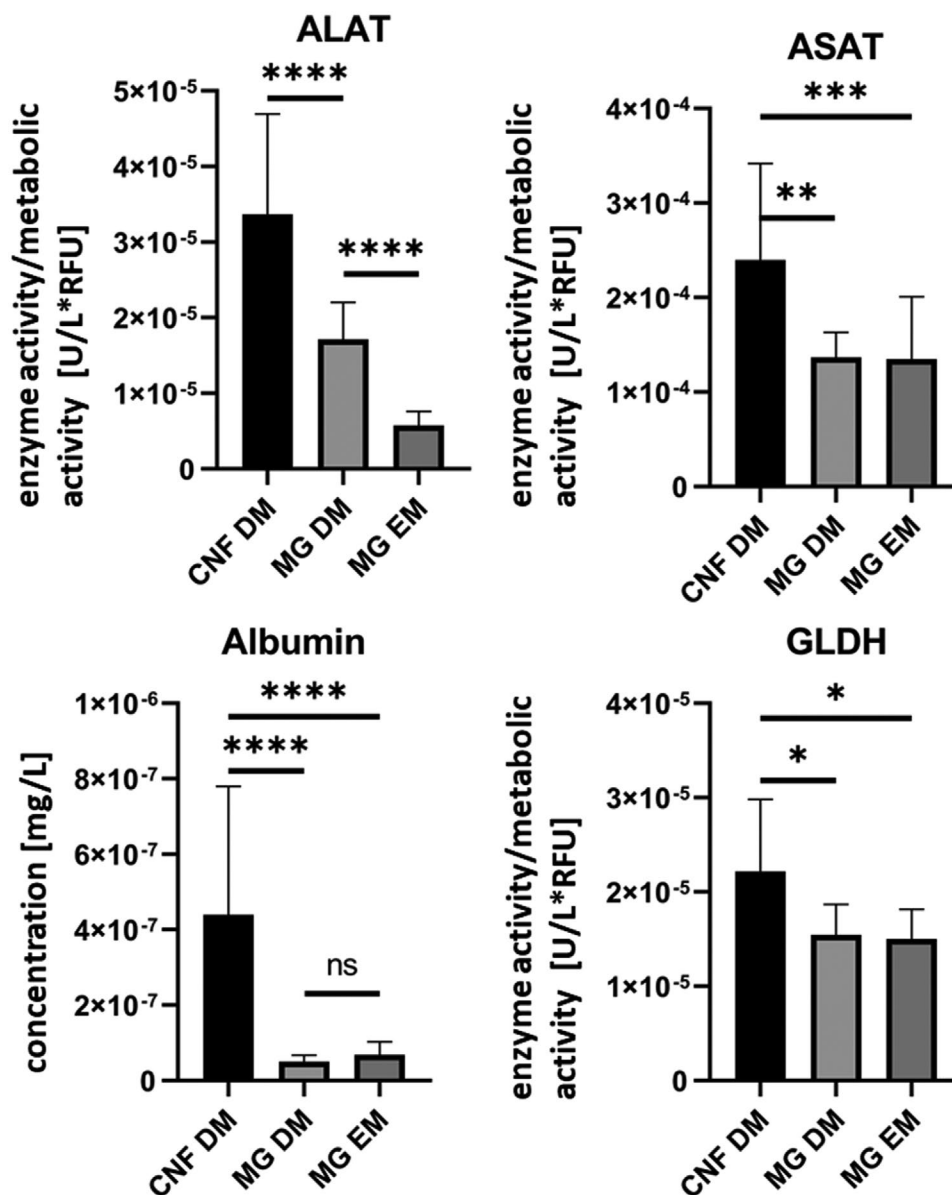 ALAT
enzyme activity/metabolic
activity [U/L*RFU]
5×10⁻⁵
4×10⁻⁵
3×10⁻⁵
2×10⁻⁵
1×10⁻⁵
0
****
****
CNF DM
MG DM
MG EM
ASAT
enzyme activity/metabolic
activity [U/L*RFU]
4×10⁻⁴
3×10⁻⁴
2×10⁻⁴
1×10⁻⁴
0
***
**
CNF DM
MG DM
MG EM
Albumin
concentration [mg/L]
1×10⁻⁶
8×10⁻⁷
6×10⁻⁷
4×10⁻⁷
2×10⁻⁷
0
****
****
ns
CNF DM
MG DM
MG EM
GLDH
enzyme activity/metabolic
activity [U/L*RFU]
4×10⁻⁵
3×10⁻⁵
2×10⁻⁵
1×10⁻⁵
0
*
*
CNF DM
MG DM
MG EM